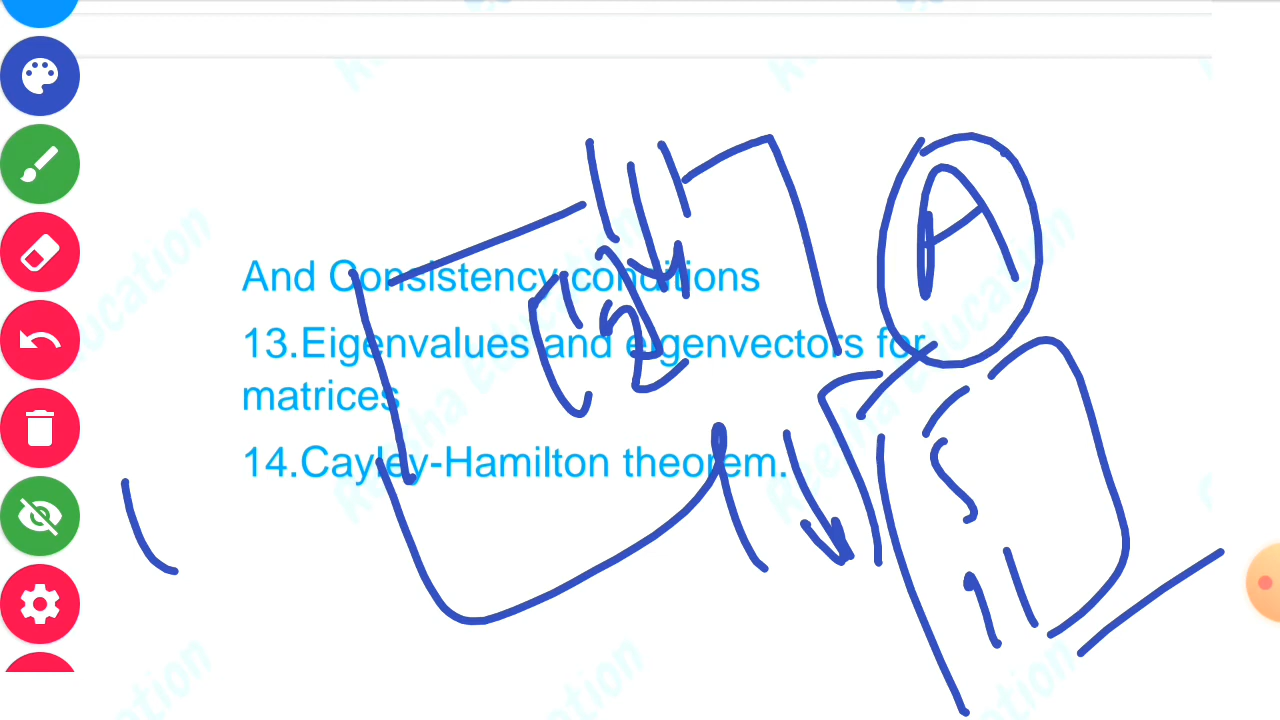 And Consistency conditions
13.Eigenvalues and eigenvectors for
matrices
14.Cayley-Hamilton theorem.
A